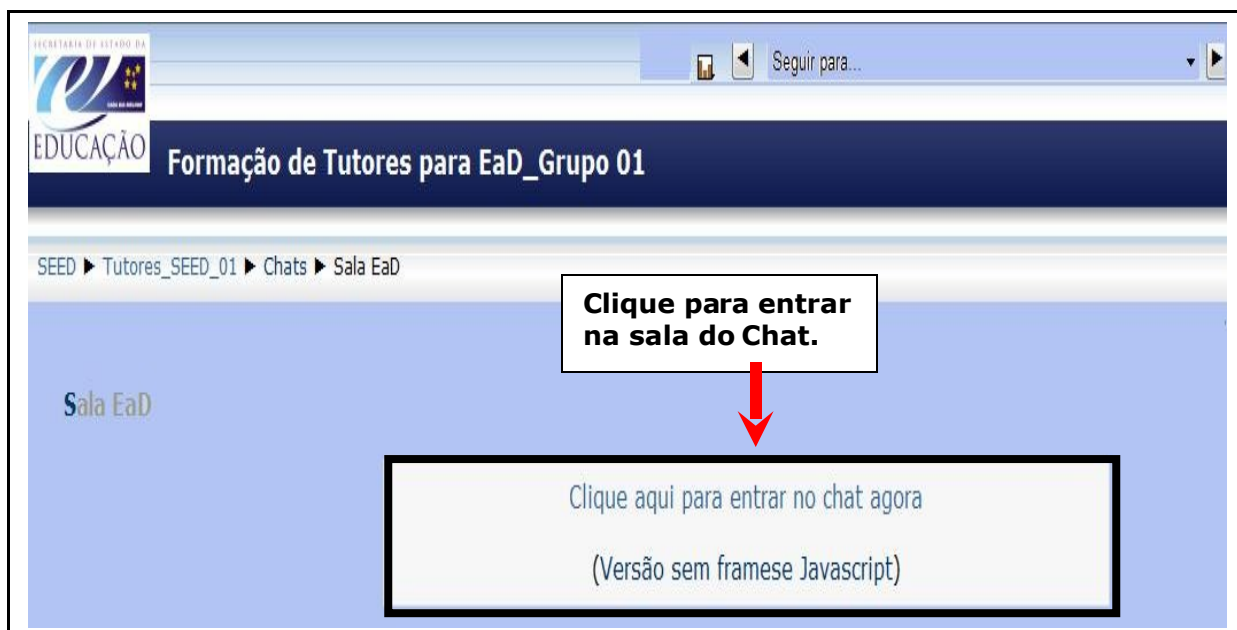 SECRETARIA DE ESTADO DA
EDUCAÇÃO
Seguir para...
Formação de Tutores para EaD_Grupo 01
SEED ▶ Tutores_SEED_01 ▶ Chats ▶ Sala EaD
Clique para entrar
na sala do Chat.
Sala EaD
Clique aqui para entrar no chat agora
(Versão sem framese Javascript)